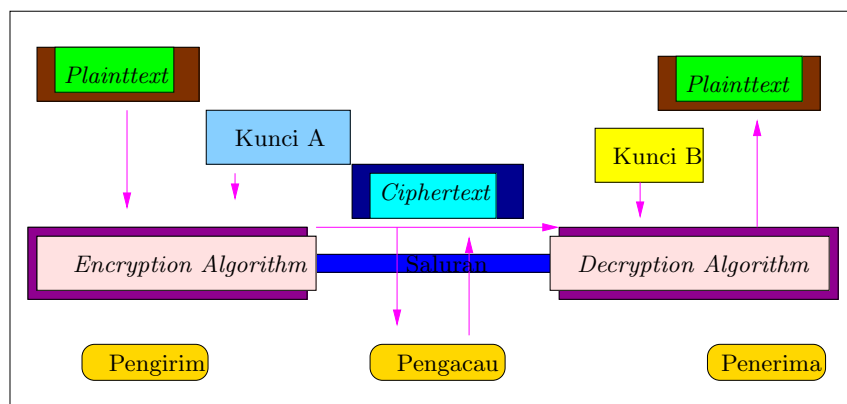 Plainttext
Plainttext
Kunci A
Kunci B
Ciphertext
Encryption Algorithm
Saluran
Decryption Algorithm
Pengirim
Pengacau
Penerima